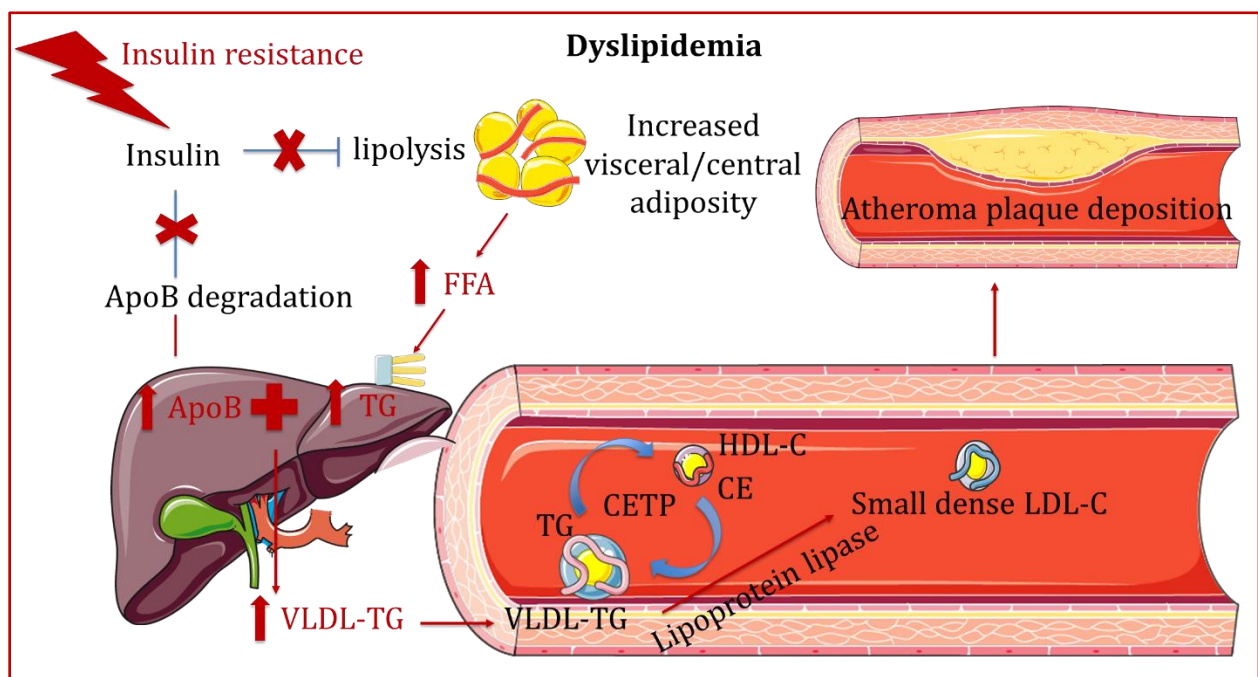 Dyslipidemia
Insulin resistance
Insulin
lipolysis
Increased
visceral/central
adiposity
Atheroma plaque deposition
FFA
ApoB degradation
ApoB
TG
HDL-C
CE
CETP
TG
Small dense LDL-C
Lipoprotein lipase
VLDL-TG
VLDL-TG